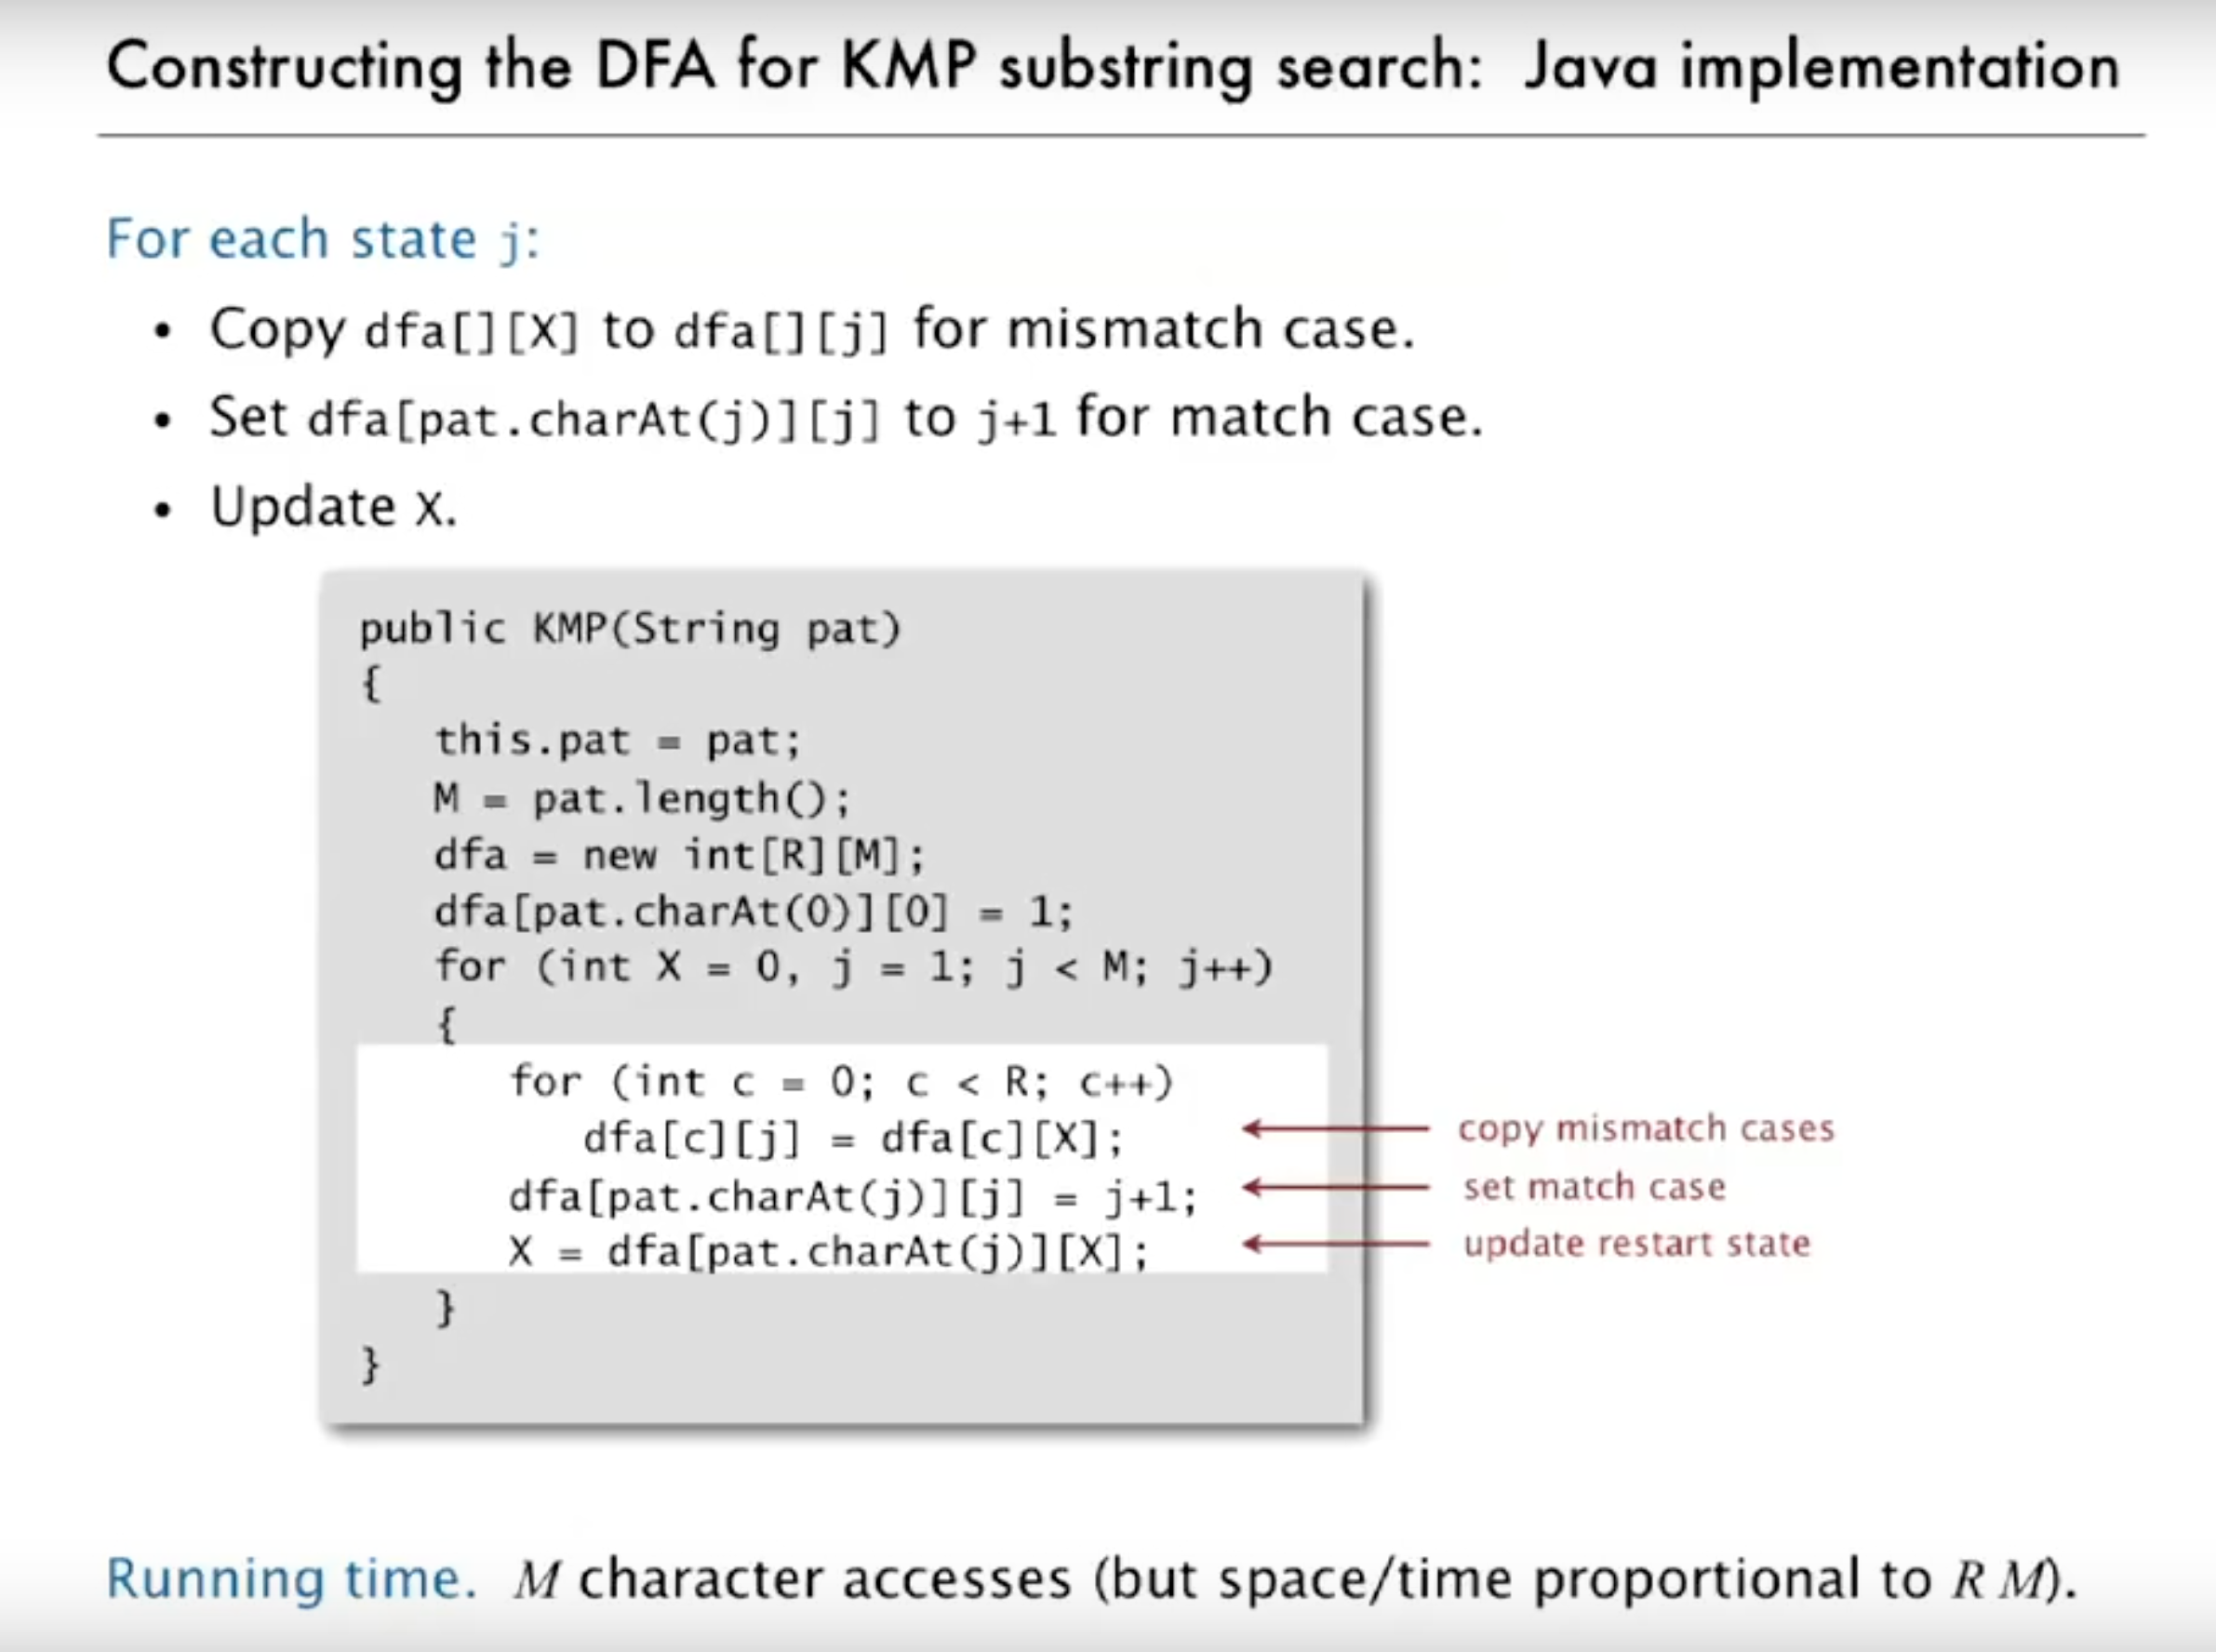 Constructing the DFA for KMP substring search: Java implementation
For each state j:
• Copy dfa[][X] to dfa[][j] for mismatch case.
• Set dfa[pat.charAt(j)][j] to j+1 for match case.
• Update X.
public KMP(String pat)
{
this.pat = pat;
M = pat.length();
dfa = new int[R][M];
dfa[pat.charAt(0)][0] = 1;
for (int X = 0, j = 1; j < M; j++)
{
for (int c = 0; c < R; c++)
dfa[c][j] = dfa[c][X]; copy mismatch cases
dfa[pat.charAt(j)][j] = j+1; set match case
X = dfa[pat.charAt(j)][X]; update restart state
}
}
Running time. M character accesses (but space/time proportional to R M).